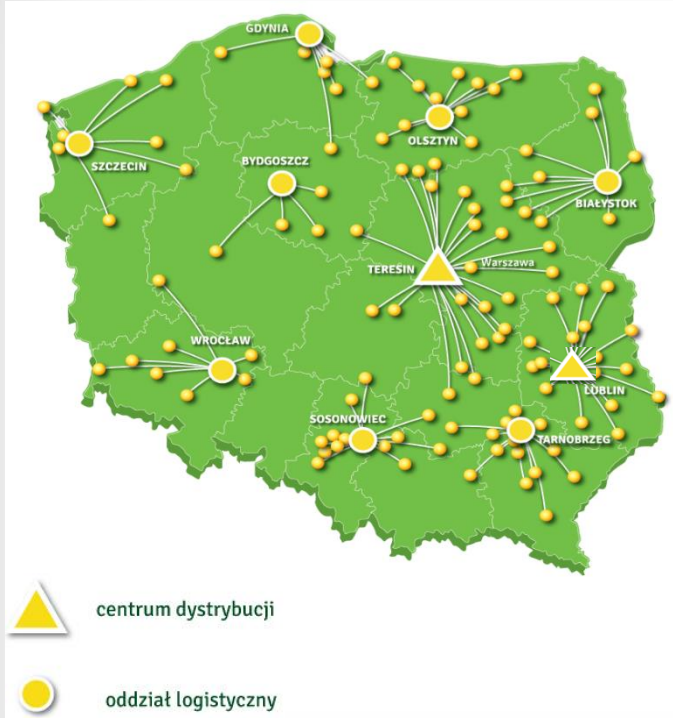 GDYNIA
OLSZTYN
SZCZECIN
BYDGOSZCZ
BIAŁYSTOK
TERESIN
Warszawa
WROCŁAW
LUBLIN
SOSONOWIEC
TARNOBRZEG
centrum dystrybucji
oddział logistyczny